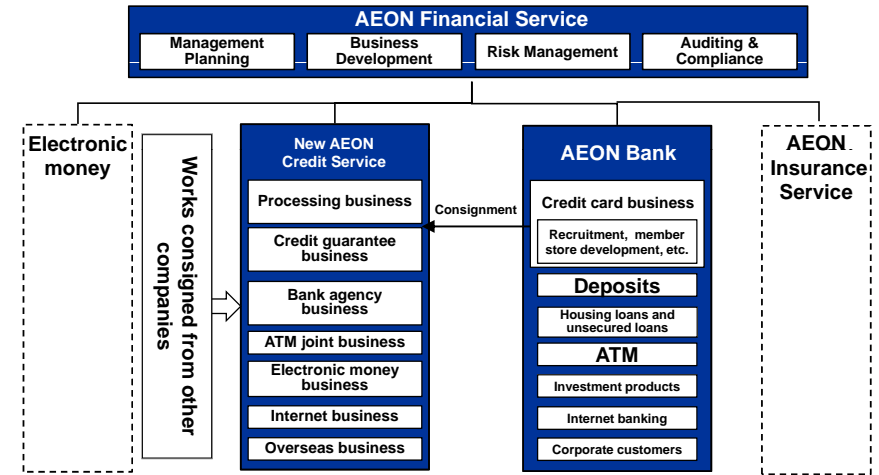 AEON Financial Service
Management
Planning
Business
Development
Risk Management
Auditing &
Compliance
Electronic
money
Works consigned from other
companies
New AEON
Credit Service
Processing business
Credit guarantee
business
Bank agency
business
ATM joint business
Electronic money
business
Internet business
Overseas business
Consignment
AEON Bank
Credit card business
Recruitment, member
store development, etc.
Deposits
Housing loans and
unsecured loans
ATM
Investment products
Internet banking
Corporate customers
AEON
Insurance
Service